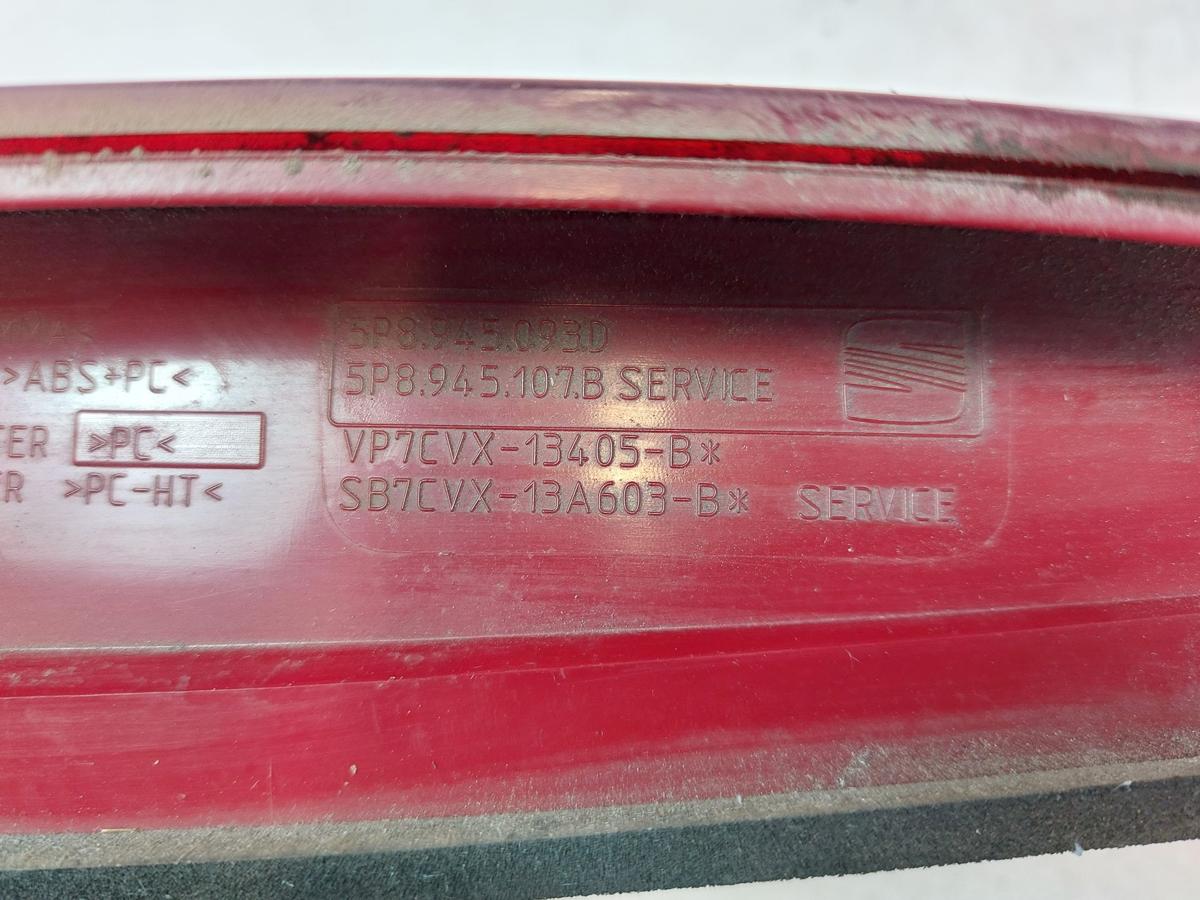 5P8.945.093D
5P8.945.107.B SERVICE
>ABS+PC<
>PC<
VP7CVX-13405-B*
>PC-HT<
SB7CVX-13A603-B* SERVICE